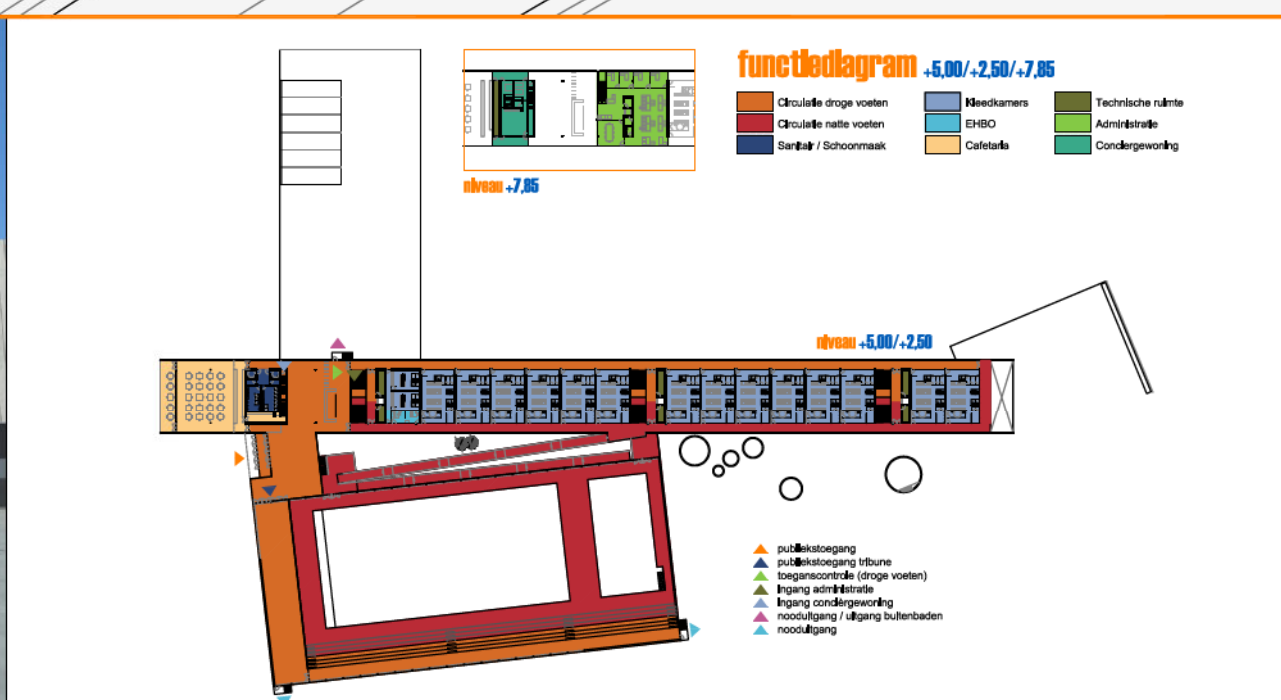 functiediagram +5,00/+2,50/+7,85
Circulatie droge voeten
Circulatie natte voeten
Sanitair / Schoonmaak
Kleedkamers
EHBO
Cafetaria
Technische ruimte
Administratie
Conciergewoning
niveau +7,85
niveau +5,00/+2,50
publiekstoegang
publiekstoegang tribune
toeganscontrole (droge voeten)
ingang administratie
ingang conciërgewoning
nooduitgang / uitgang buitenbaden
nooduitgang